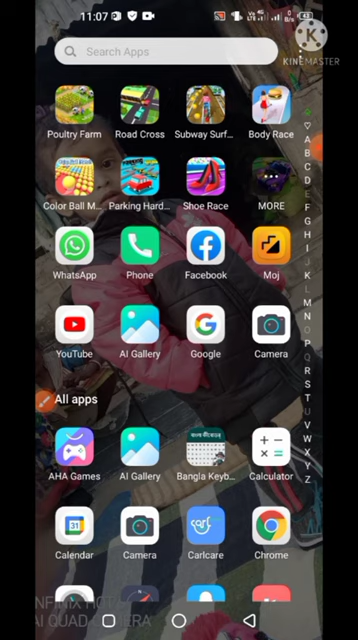 11:07
Search Apps
KINEMASTER
Poultry Farm Road Cross Subway Surf... Body Race
Color Ball M... Parking Hard... Shoe Race MORE
WhatsApp Phone Facebook Moj
YouTube AI Gallery Google Camera
All apps
AHA Games AI Gallery Bangla Keyb... Calculator
Calendar Camera Carlcare Chrome
A
B
C
D
F
G
H
I
J
K
L
M
N
O
P
Q
R
S
T
U
V
W
X
Y
Z
AI QUAD CAMERA